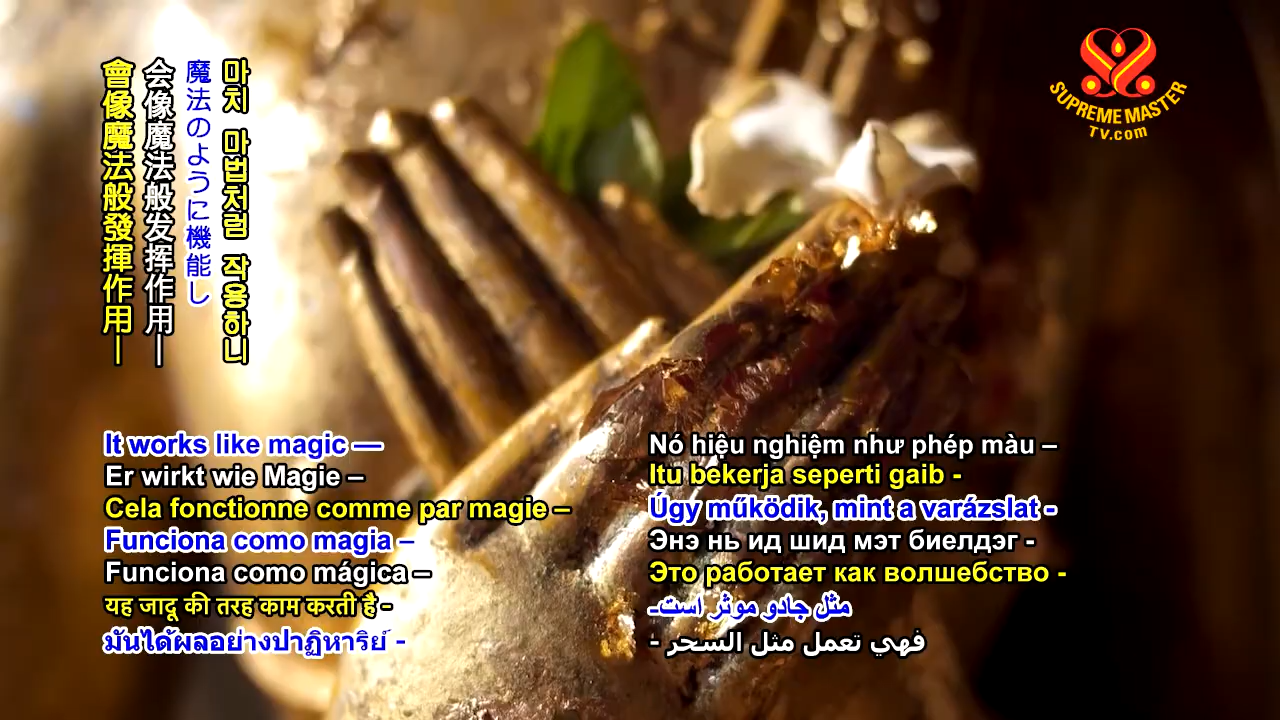 會像魔法般發揮作用—
会像魔法般发挥作用—
魔法のように機能し
마치 마법처럼 작용하니
SUPREME MASTER
TV.com
It works like magic —
Er wirkt wie Magie –
Cela fonctionne comme par magie –
Funciona como magia –
Funciona como mágica –
यह जादू की तरह काम करती है -
มันได้ผลอย่างปาฏิหาริย์ -
Nó hiệu nghiệm như phép màu –
Itu bekerja seperti gaib -
Úgy működik, mint a varázslat -
Энэ нь ид шид мэт биелдэг -
Это работает как волшебство -
مثل جادو موثر است-
فهي تعمل مثل السحر -